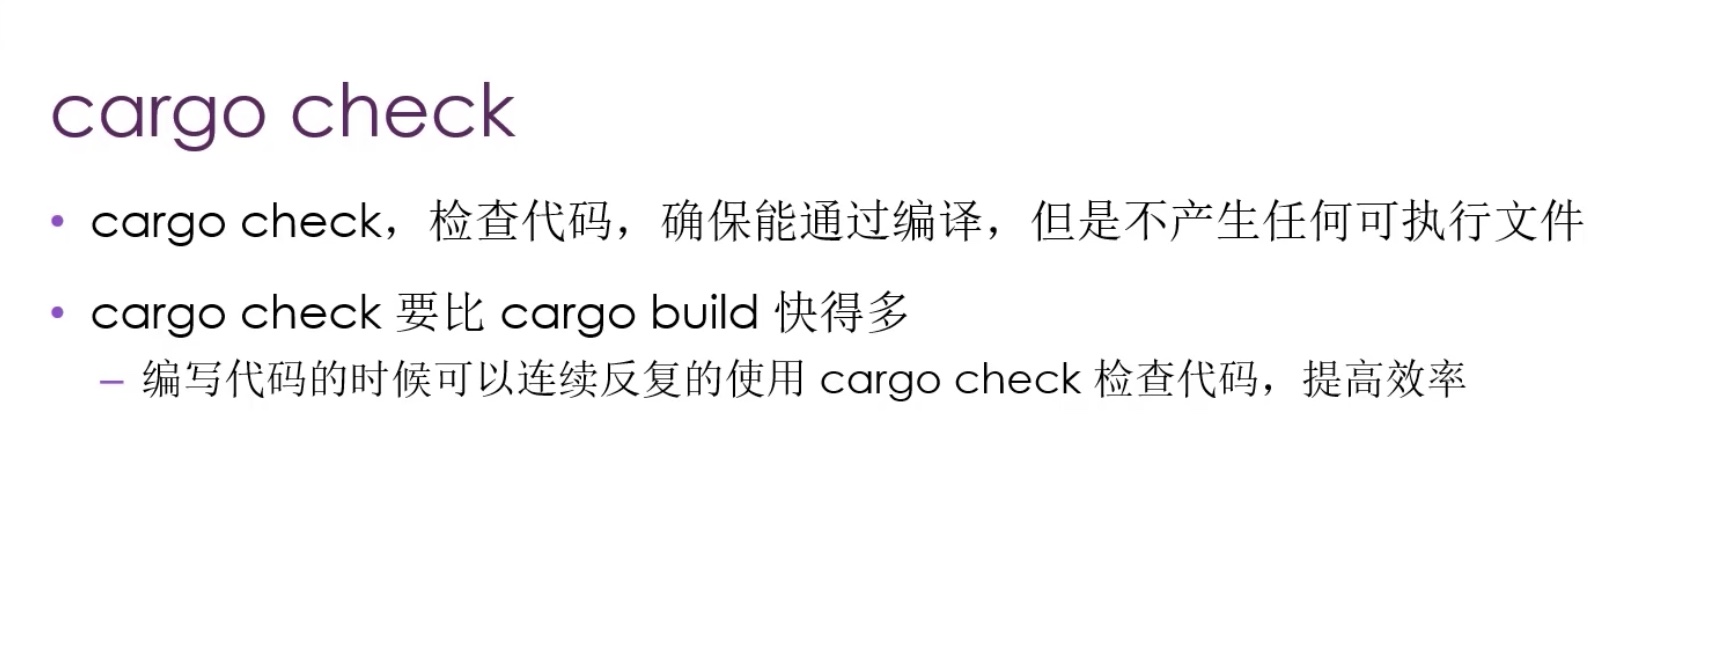 cargo check
• cargo check，检查代码，确保能通过编译，但是不产生任何可执行文件
• cargo check 要比 cargo build 快得多
– 编写代码的时候可以连续反复的使用 cargo check 检查代码，提高效率